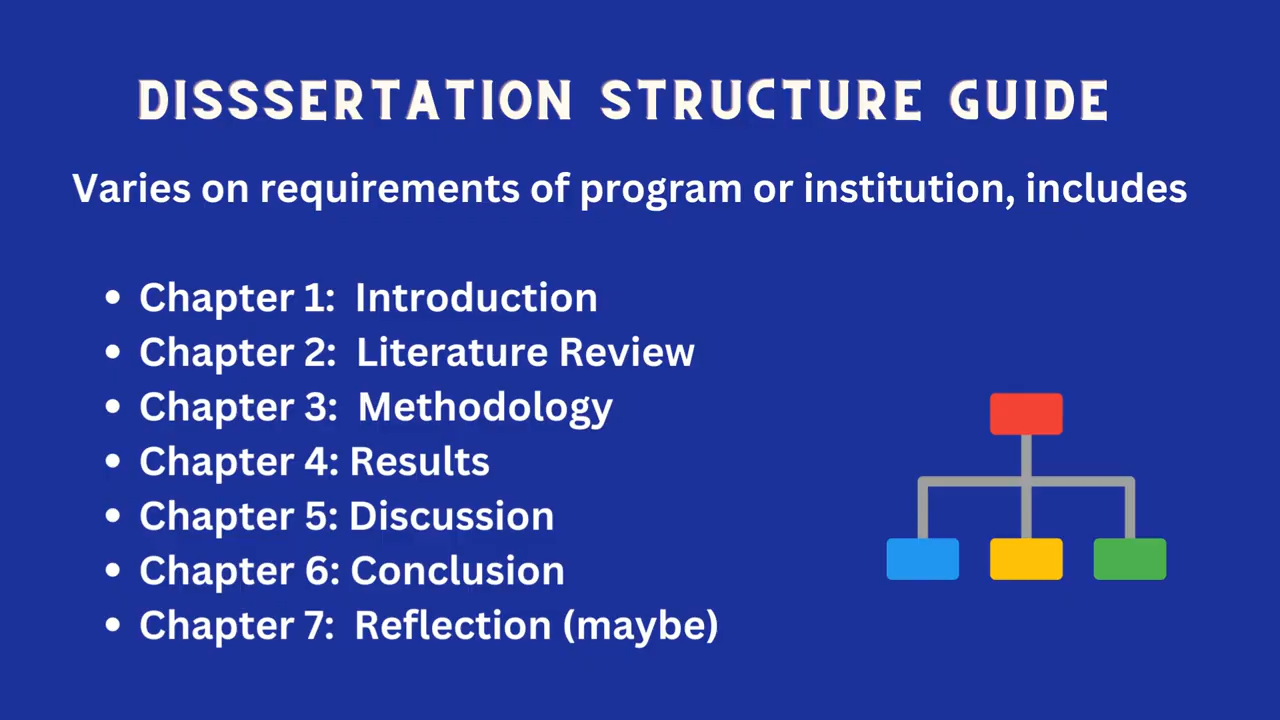 DISSSERTATION STRUCTURE GUIDE
Varies on requirements of program or institution, includes
• Chapter 1: Introduction
• Chapter 2: Literature Review
• Chapter 3: Methodology
• Chapter 4: Results
• Chapter 5: Discussion
• Chapter 6: Conclusion
• Chapter 7: Reflection (maybe)